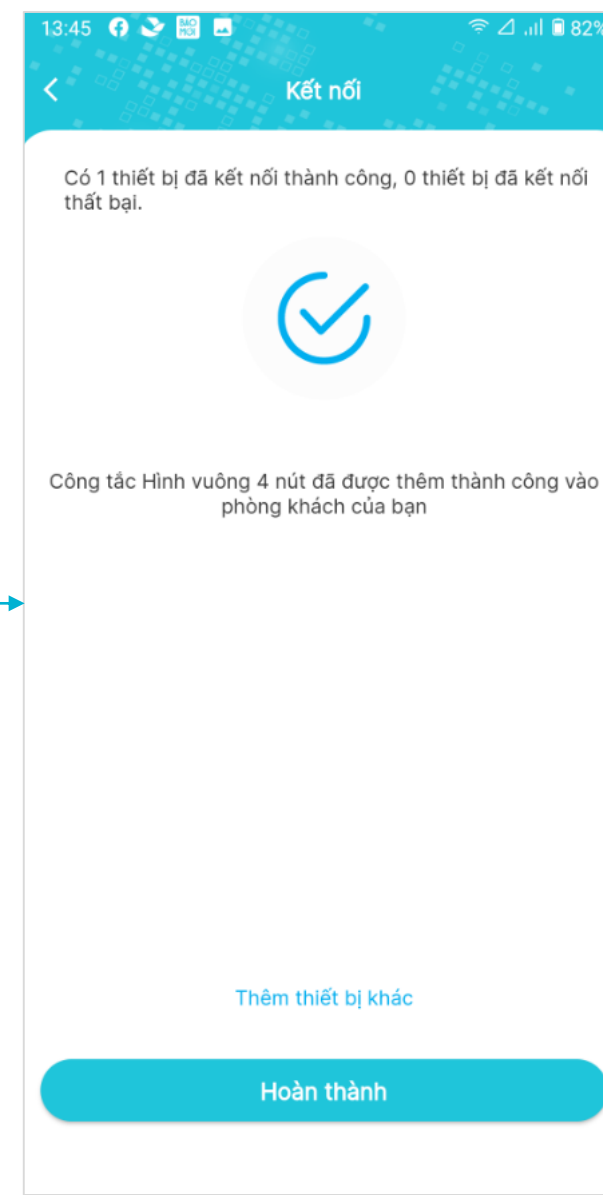 13:45 BÁO MỚI 82%
Kết nối
Có 1 thiết bị đã kết nối thành công, 0 thiết bị đã kết nối
thất bại.
Công tắc Hình vuông 4 nút đã được thêm thành công vào
phòng khách của bạn
Thêm thiết bị khác
Hoàn thành